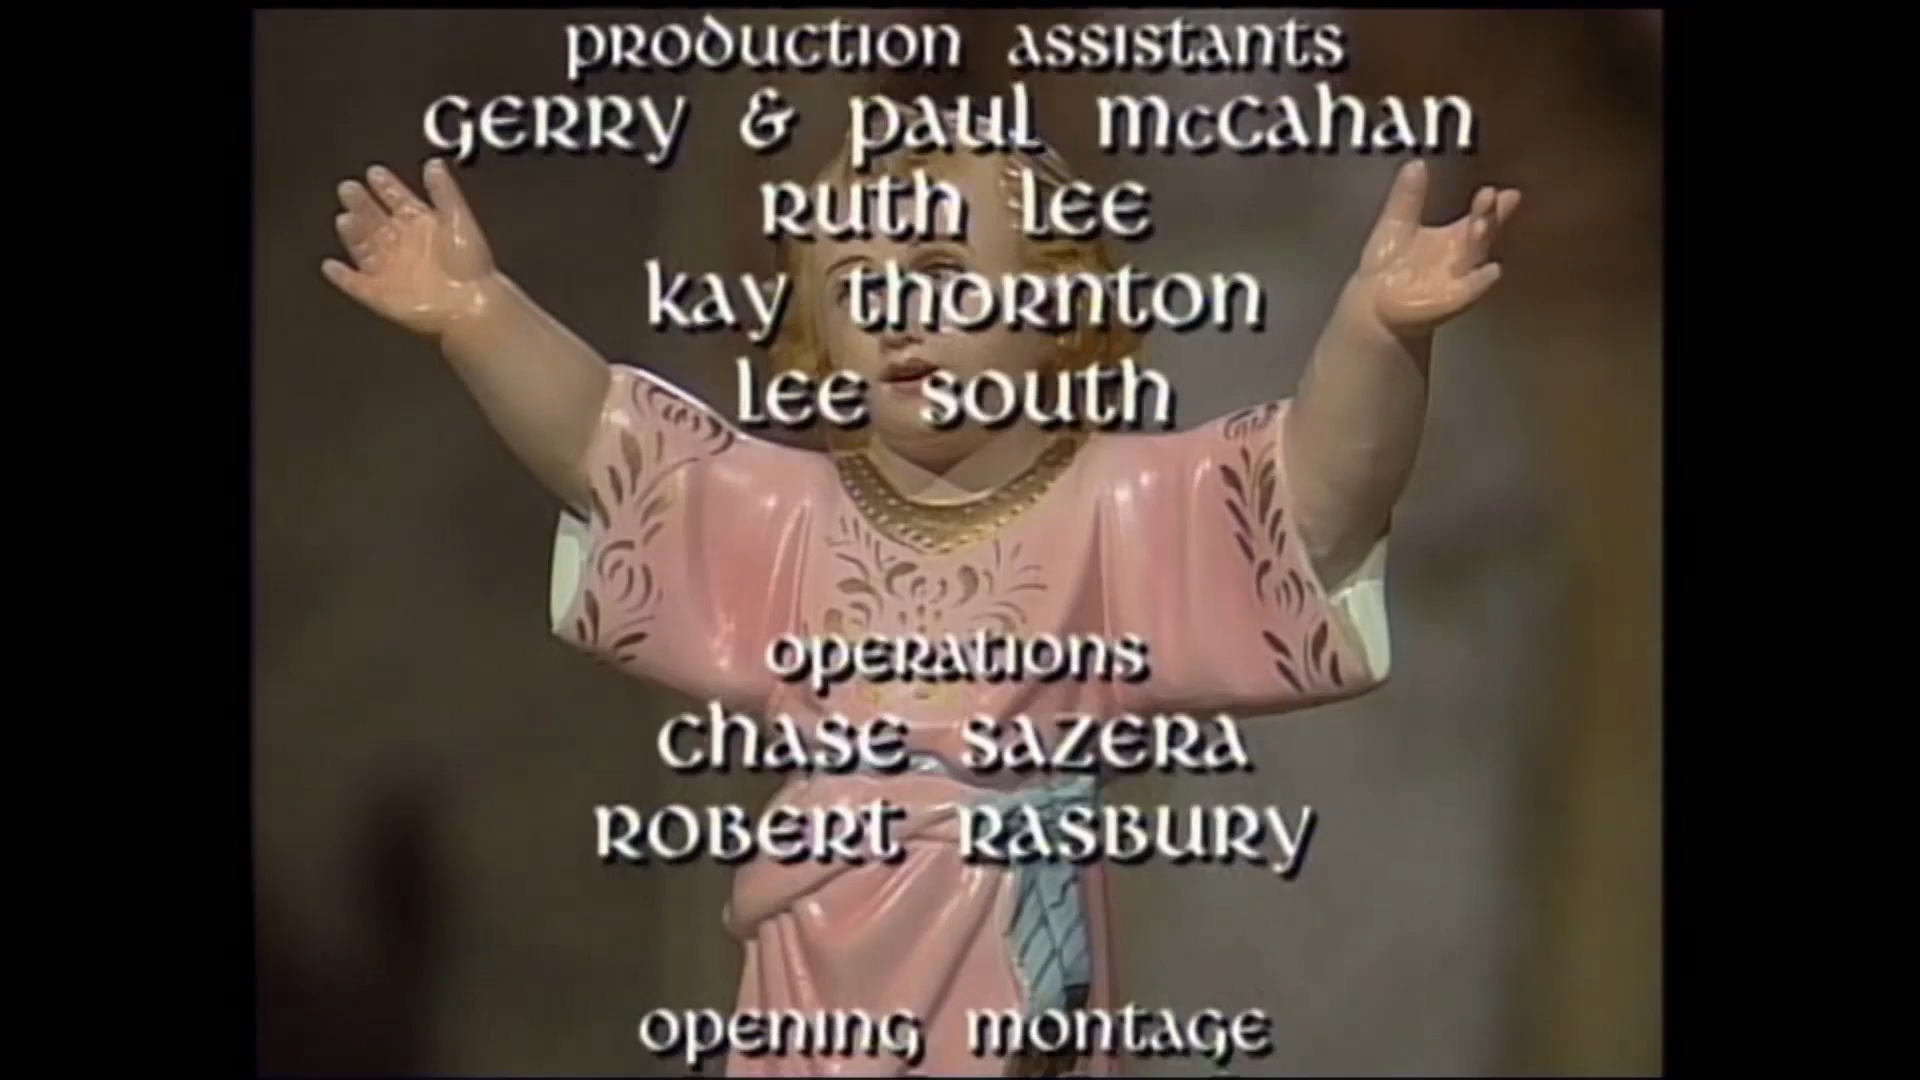 production assistants
Gerry & Paul McCahan
Ruth Lee
Kay Thornton
Lee South
operations
Chase Sazera
Robert Rasbury
opening montage